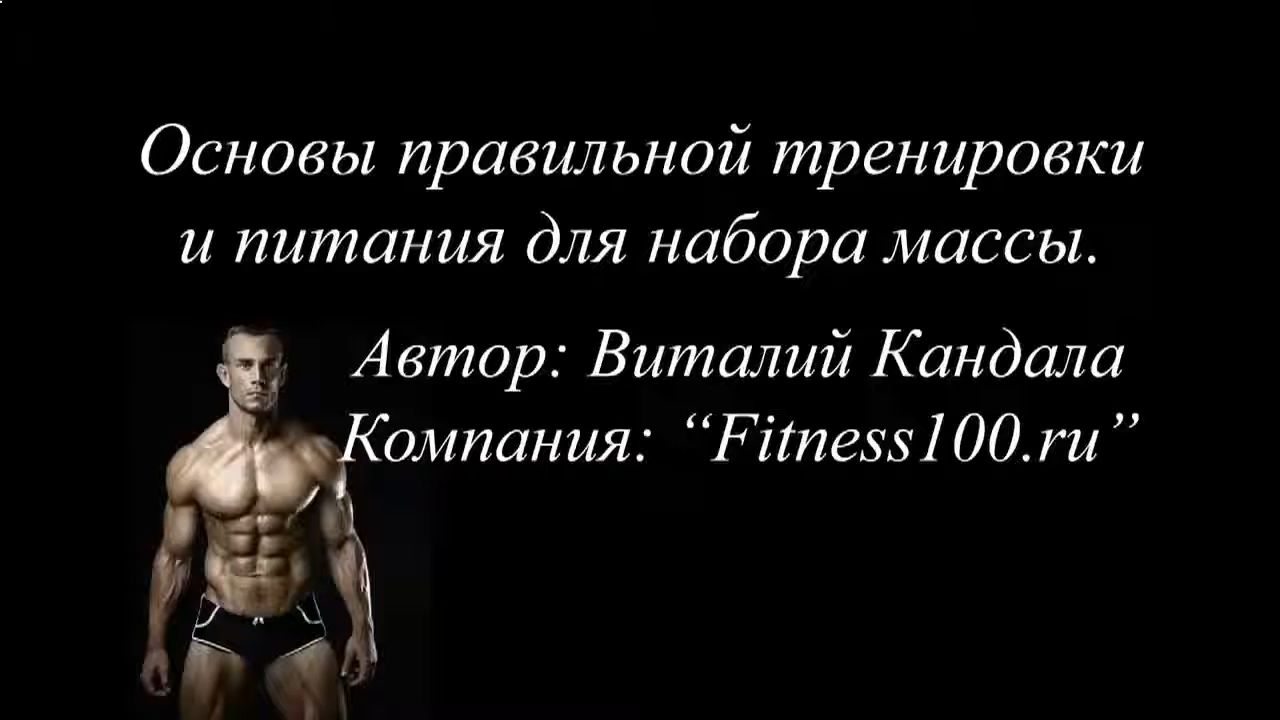 Основы правильной тренировки
и питания для набора массы.
Автор: Виталий Кандала
Компания: “Fitness100.ru”